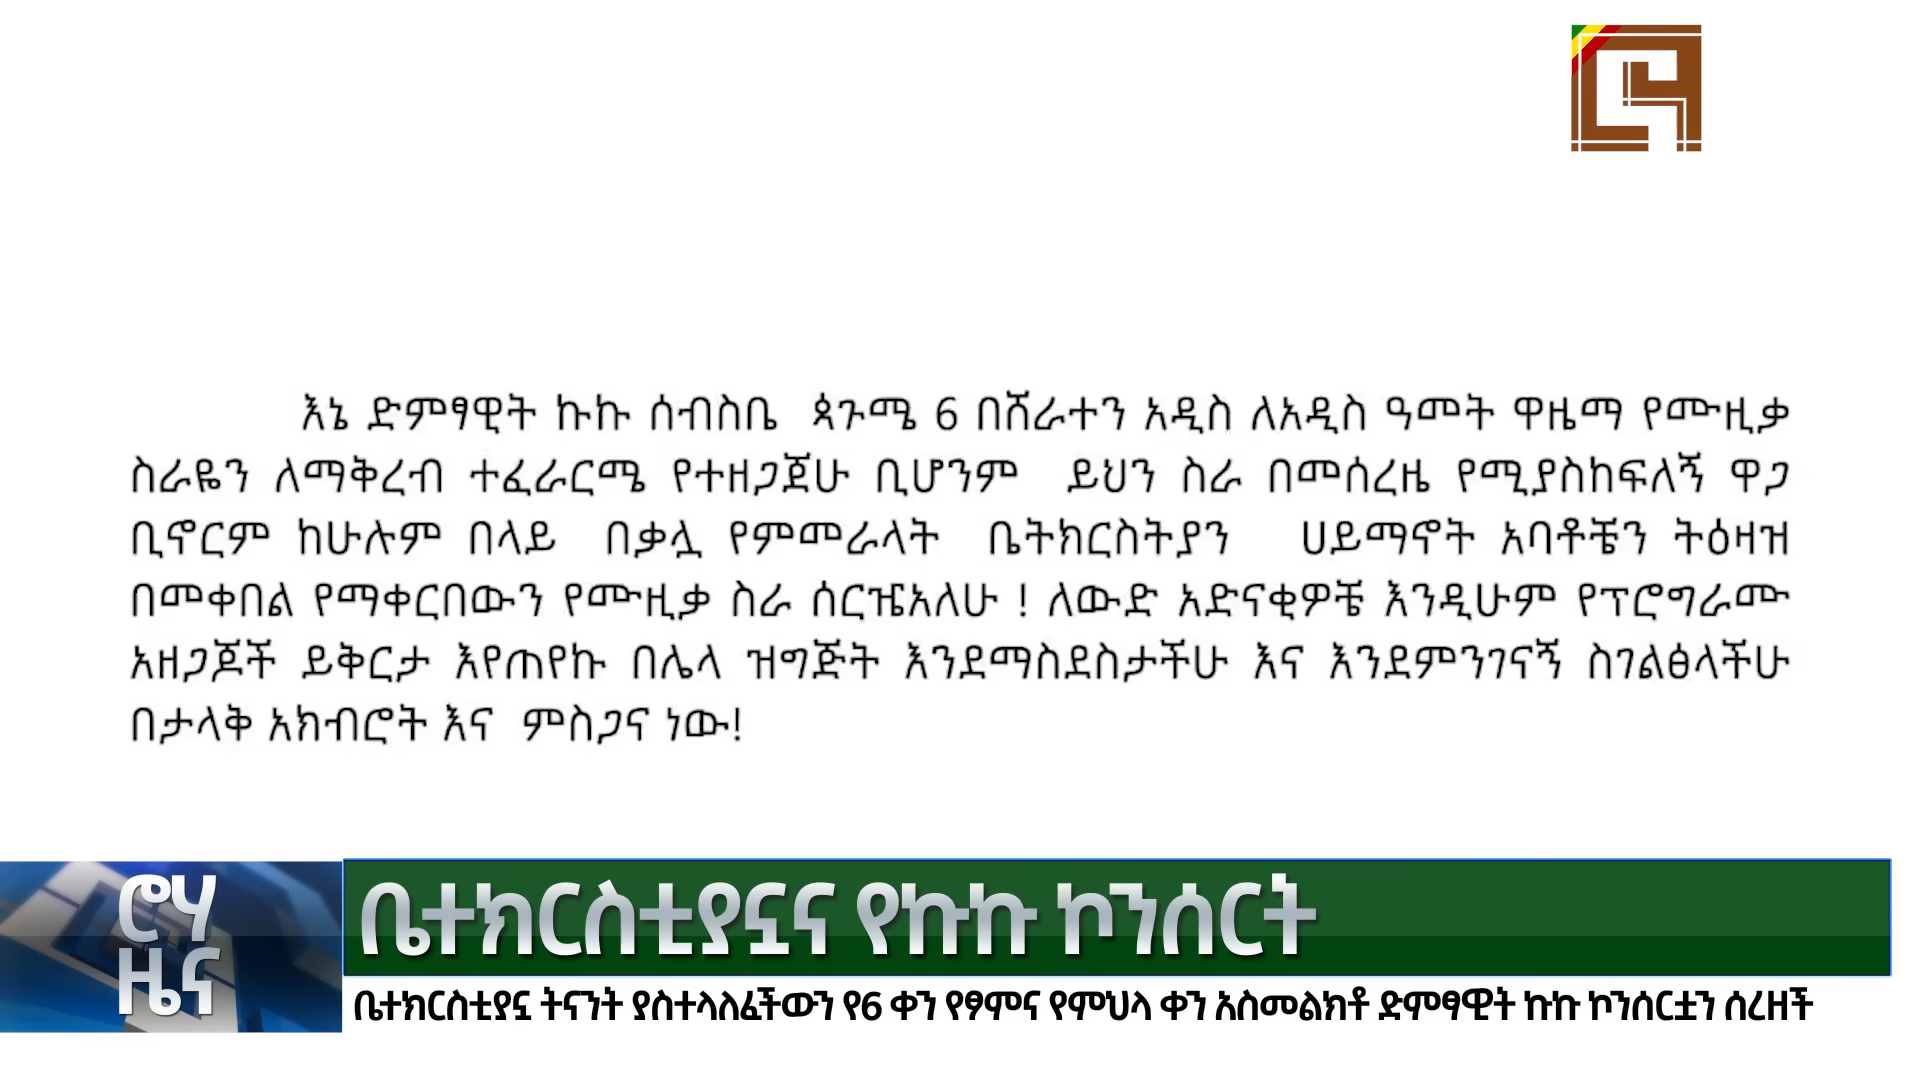 እኔ ድምፃዊት ኩኩ ሰብስቤ ጳጉሜ 6 በሸራተን አዲስ ለአዲስ ዓመት ዋዜማ የሙዚቃ
ስራዬን ለማቅረብ ተፈራርሜ የተዘጋጀሁ ቢሆንም ይህን ስራ በመሰረዜ የሚያስከፍለኝ ዋጋ
ቢኖርም ከሁሉም በላይ በቃሏ የምመራላት ቤትክርስትያን ሀይማኖት አባቶቼን ትዕዛዝ
በመቀበል የማቀርበውን የሙዚቃ ስራ ሰርዤአለሁ ! ለውድ አድናቂዎቼ እንዲሁም የፕሮግራሙ
አዘጋጆች ይቅርታ እየጠየኩ በሌላ ዝግጅት እንደማስደስታችሁ እና እንደምንገናኝ ስገልፅላችሁ
በታላቅ አክብሮት እና ምስጋና ነው!
ሮሃ
ዜና
ቤተክርስቲያኗና የኩኩ ኮንሰርት
ቤተክርስቲያኗ ትናንት ያስተላለፈችውን የ6 ቀን የፆምና የምህላ ቀን አስመልክቶ ድምፃዊት ኩኩ ኮንሰርቷን ሰረዘች